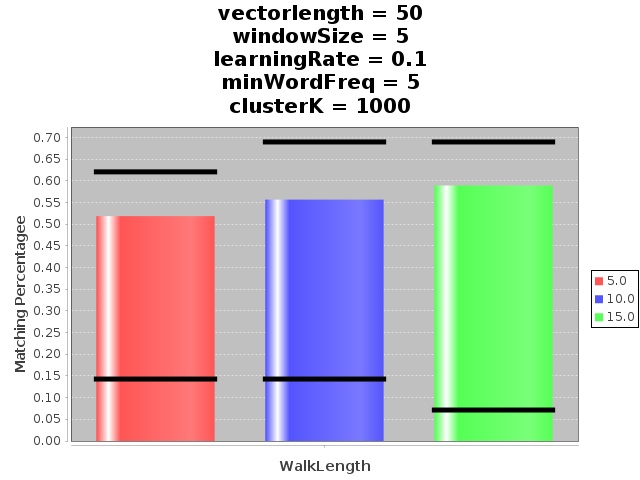 vectorlength = 50
windowSize = 5
learningRate = 0.1
minWordFreq = 5
clusterK = 1000
0.70
0.65
0.60
0.55
0.50
0.45
0.40
0.35
0.30
0.25
0.20
0.15
0.10
0.05
0.00
Matching Percentagee
WalkLength
5.0
10.0
15.0